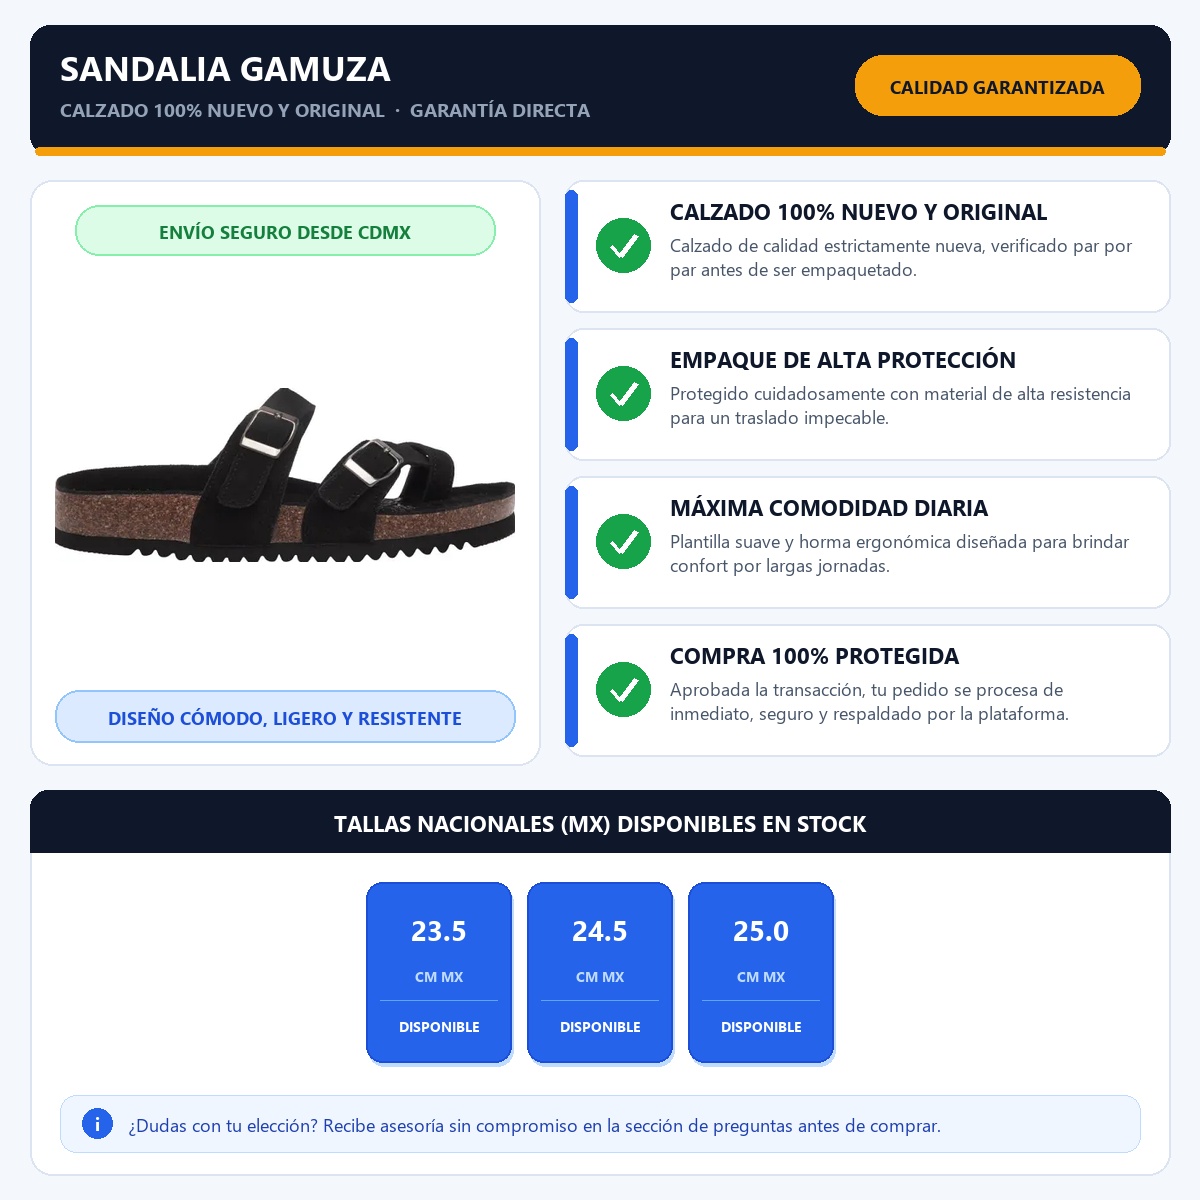 SANDALIA GAMUZA
CALZADO 100% NUEVO Y ORIGINAL · GARANTÍA DIRECTA
CALIDAD GARANTIZADA
ENVÍO SEGURO DESDE CDMX
DISEÑO CÓMODO, LIGERO Y RESISTENTE
CALZADO 100% NUEVO Y ORIGINAL
Calzado de calidad estrictamente nueva, verificado par por
par antes de ser empaquetado.
EMPAQUE DE ALTA PROTECCIÓN
Protegido cuidadosamente con material de alta resistencia
para un traslado impecable.
MÁXIMA COMODIDAD DIARIA
Plantilla suave y horma ergonómica diseñada para brindar
confort por largas jornadas.
COMPRA 100% PROTEGIDA
Aprobada la transacción, tu pedido se procesa de
inmediato, seguro y respaldado por la plataforma.
TALLAS NACIONALES (MX) DISPONIBLES EN STOCK
23.5
CM MX
DISPONIBLE
24.5
CM MX
DISPONIBLE
25.0
CM MX
DISPONIBLE
¿Dudas con tu elección? Recibe asesoría sin compromiso en la sección de preguntas antes de comprar.